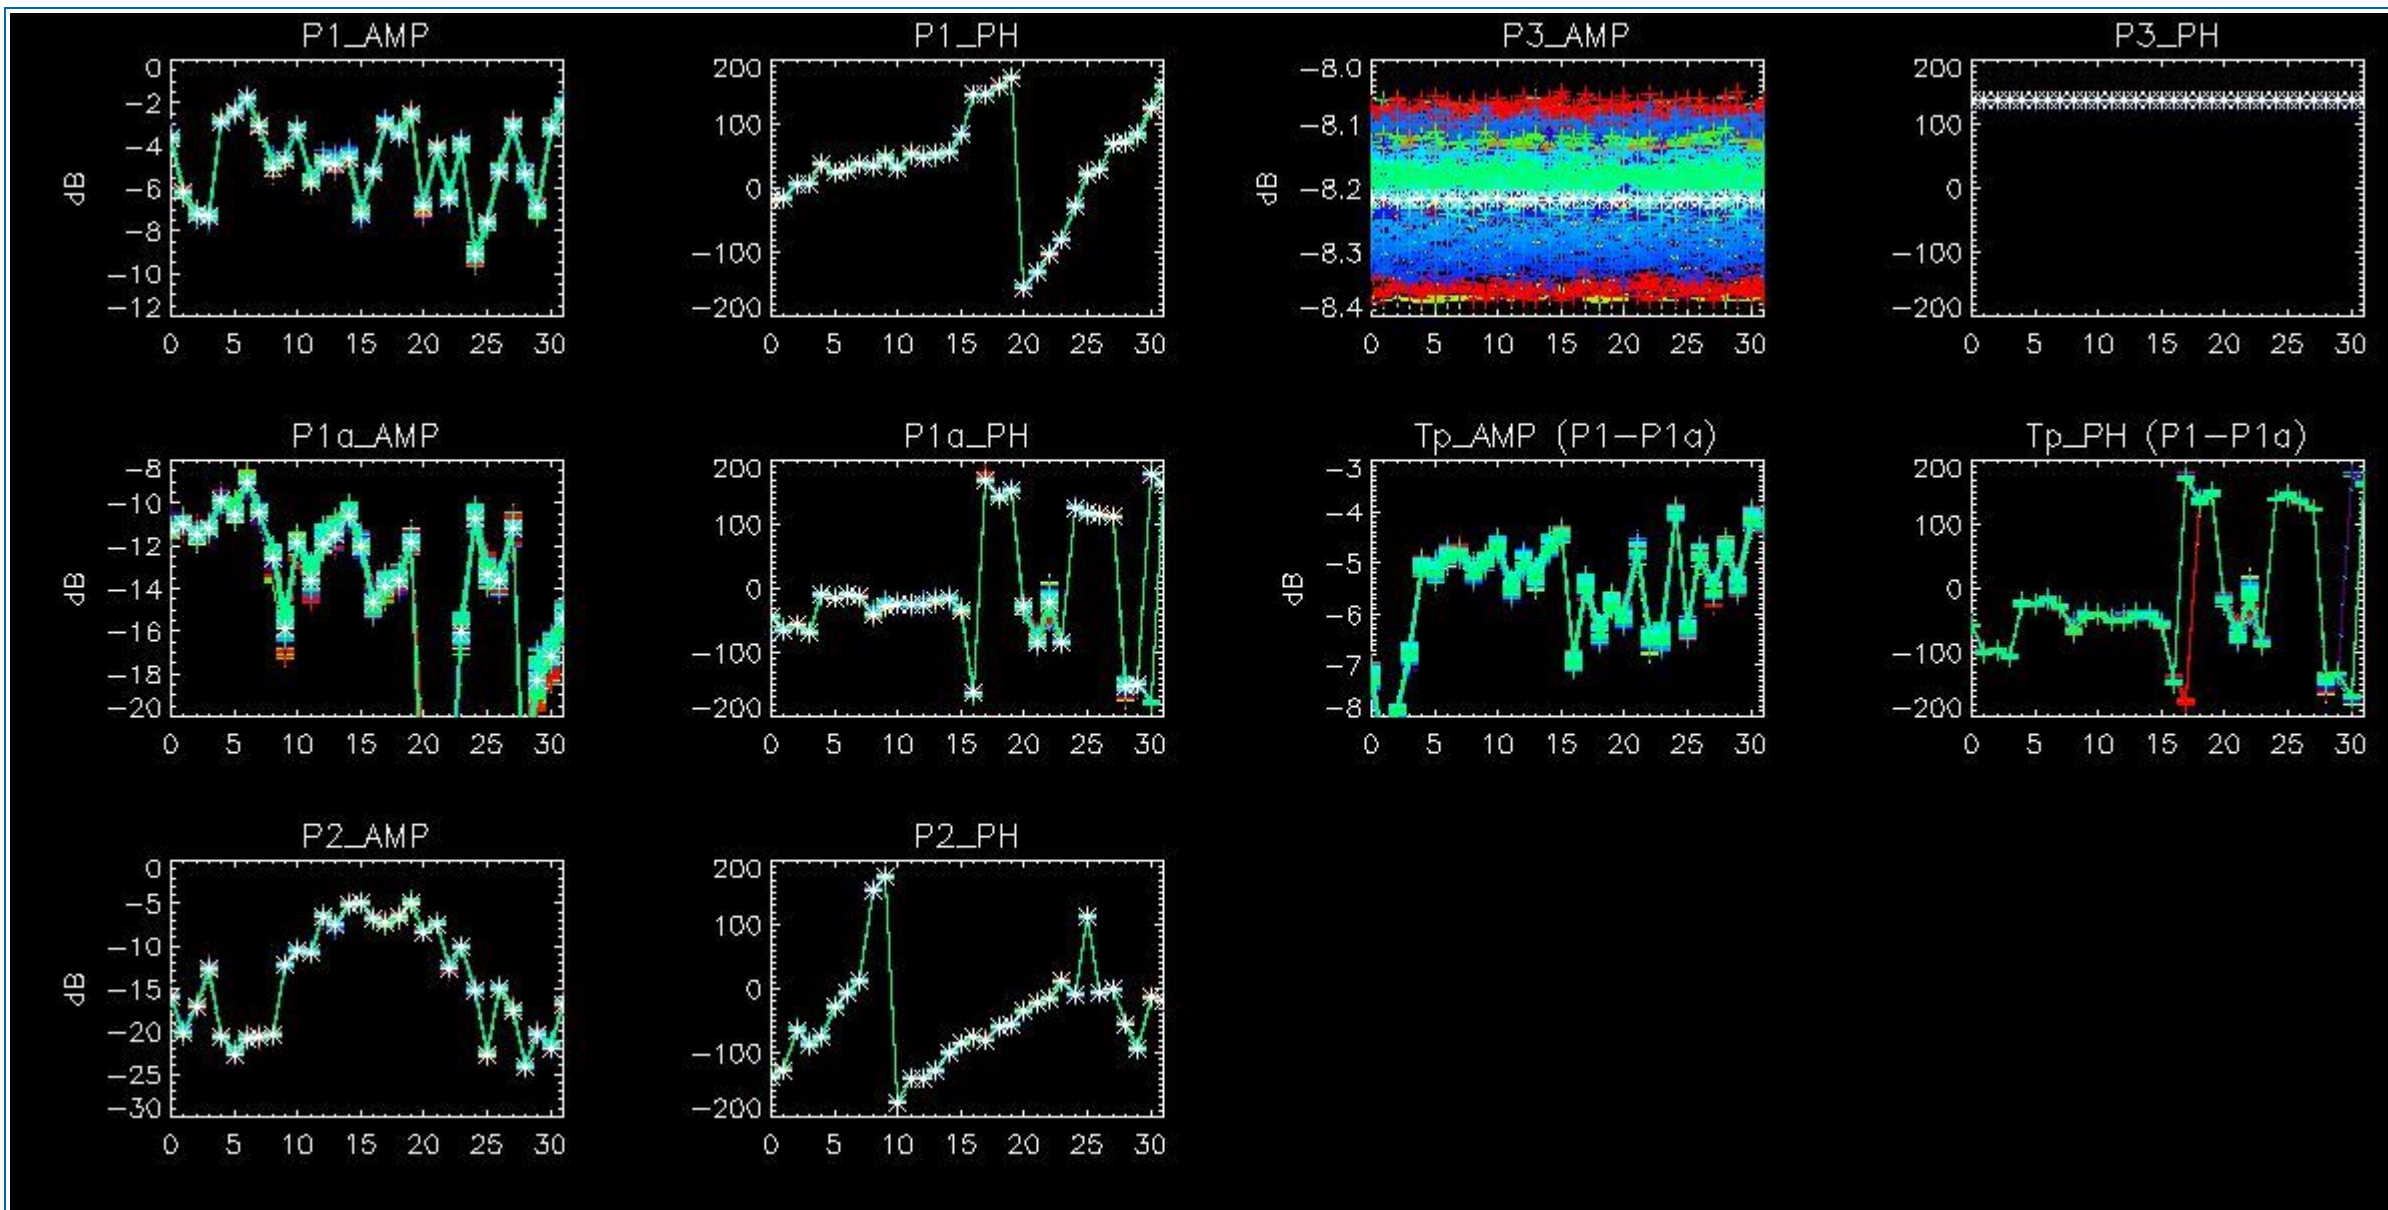 P1_AMP
P1_PH
P3_AMP
P3_PH
0
−2
−4
−6
−8
−10
−12
dB
0 5 10 15 20 25 30
200
100
0
−100
−200
0 5 10 15 20 25 30
−8.0
−8.1
−8.2
−8.3
−8.4
dB
0 5 10 15 20 25 30
200
100
0
−100
−200
0 5 10 15 20 25 30
P1a_AMP
P1a_PH
Tp_AMP (P1−P1a)
Tp_PH (P1−P1a)
−8
−10
−12
−14
−16
−18
−20
dB
0 5 10 15 20 25 30
200
100
0
−100
−200
0 5 10 15 20 25 30
−3
−4
−5
−6
−7
−8
dB
0 5 10 15 20 25 30
200
100
0
−100
−200
0 5 10 15 20 25 30
P2_AMP
P2_PH
0
−5
−10
−15
−20
−25
−30
dB
0 5 10 15 20 25 30
200
100
0
−100
−200
0 5 10 15 20 25 30